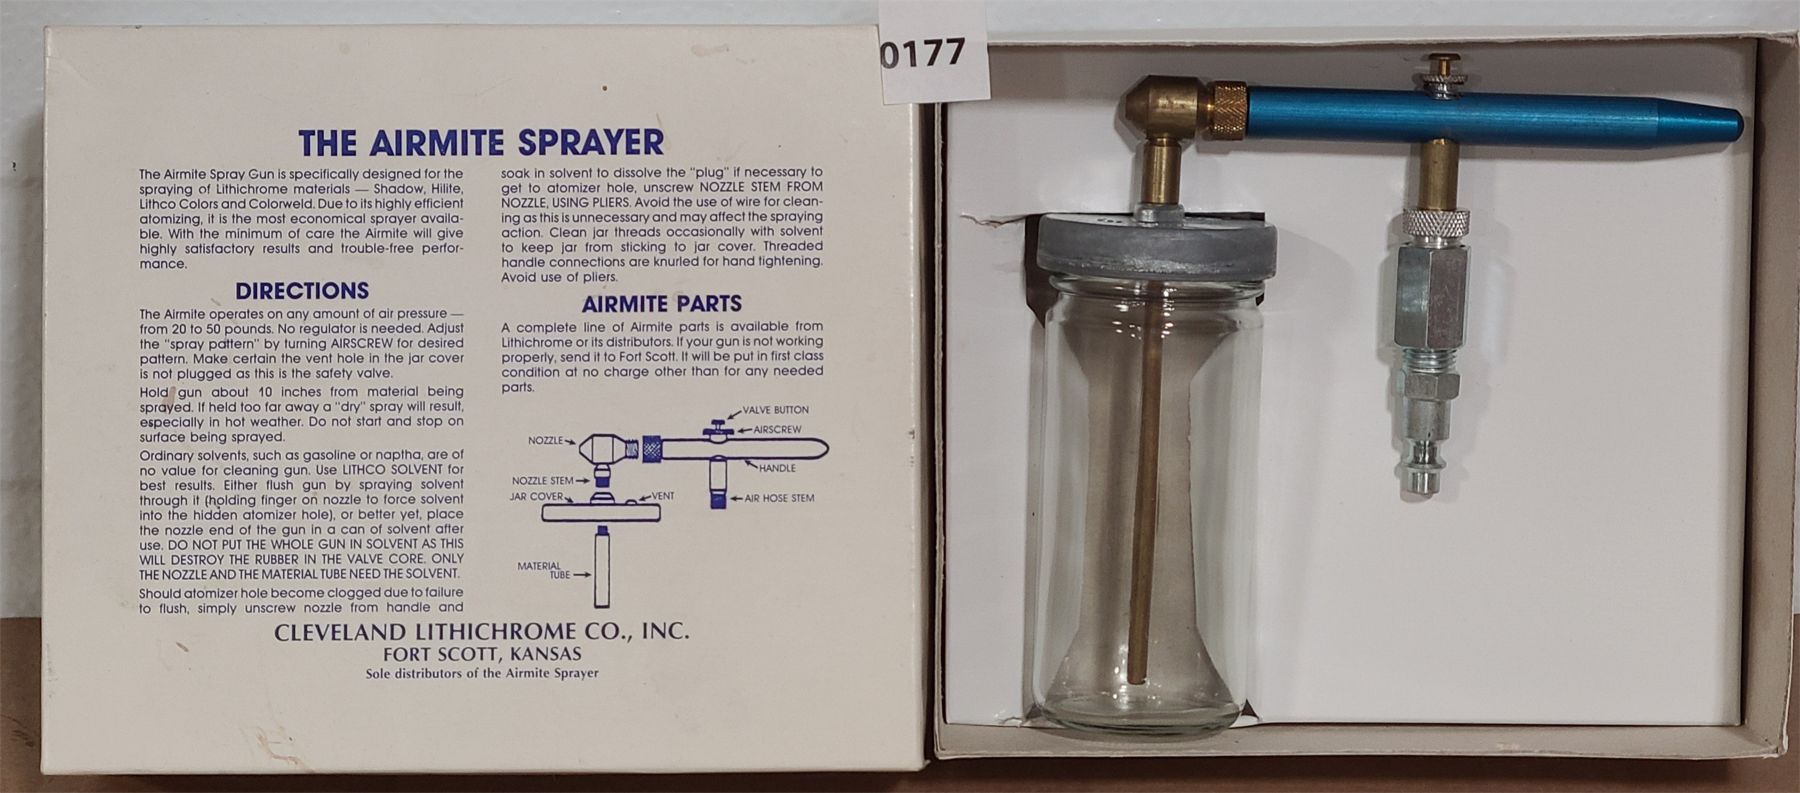 0177
THE AIRMITE SPRAYER
The Airmite Spray Gun is specifically designed for the
spraying of Lithichrome materials — Shadow, Hilite,
Lithco Colors and Colorweld. Due to its highly efficient
atomizing, it is the most economical sprayer availa-
ble. With the minimum of care the Airmite will give
highly satisfactory results and trouble-free perfor-
mance.
DIRECTIONS
The Airmite operates on any amount of air pressure —
from 20 to 50 pounds. No regulator is needed. Adjust
the "spray pattern" by turning AIRSCREW for desired
pattern. Make certain the vent hole in the jar cover
is not plugged as this is the safety valve.
Hold gun about 10 inches from material being
sprayed. If held too far away a "dry" spray will result,
especially in hot weather. Do not start and stop on
surface being sprayed.
Ordinary solvents, such as gasoline or naptha, are of
no value for cleaning gun. Use LITHCO SOLVENT for
best results. Either flush gun by spraying solvent
through it (holding finger on nozzle to force solvent
into the hidden atomizer hole), or better yet, place
the nozzle end of the gun in a can of solvent after
use. DO NOT PUT THE WHOLE GUN IN SOLVENT AS THIS
WILL DESTROY THE RUBBER IN THE VALVE CORE. ONLY
THE NOZZLE AND THE MATERIAL TUBE NEED THE SOLVENT.
Should atomizer hole become clogged due to failure
to flush, simply unscrew nozzle from handle and
soak in solvent to dissolve the "plug" if necessary to
get to atomizer hole, unscrew NOZZLE STEM FROM
NOZZLE, USING PLIERS. Avoid the use of wire for clean-
ing as this is unnecessary and may affect the spraying
action. Clean jar threads occasionally with solvent
to keep jar from sticking to jar cover. Threaded
handle connections are knurled for hand tightening.
Avoid use of pliers.
AIRMITE PARTS
A complete line of Airmite parts is available from
Lithichrome or its distributors. If your gun is not working
properly, send it to Fort Scott. It will be put in first class
condition at no charge other than for any needed
parts.
VALVE BUTTON
AIRSCREW
NOZZLE
HANDLE
NOZZLE STEM
JAR COVER
VENT
AIR HOSE STEM
MATERIAL
TUBE
CLEVELAND LITHICHROME CO., INC.
FORT SCOTT, KANSAS
Sole distributors of the Airmite Sprayer